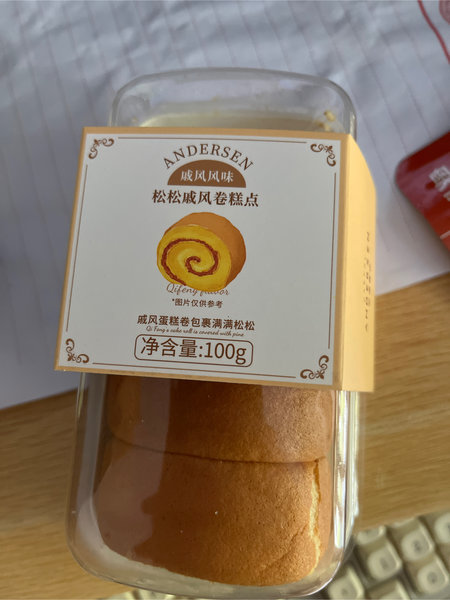 ANDERSEN
戚风风味
松松戚风卷糕点
Qifeng flavor
*图片仅供参考
戚风蛋糕卷包裹满满松松
Qi Feng's cake roll is covered with pine
净含量:100g